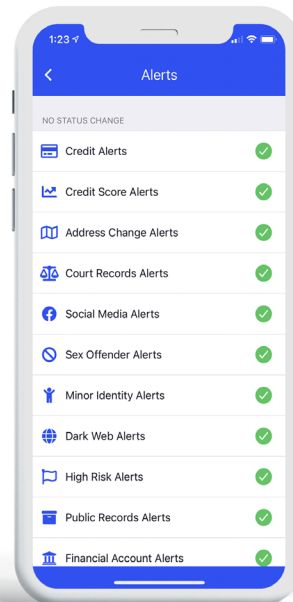 1:23
Alerts
NO STATUS CHANGE
Credit Alerts
Credit Score Alerts
Address Change Alerts
Court Records Alerts
Social Media Alerts
Sex Offender Alerts
Minor Identity Alerts
Dark Web Alerts
High Risk Alerts
Public Records Alerts
Financial Account Alerts